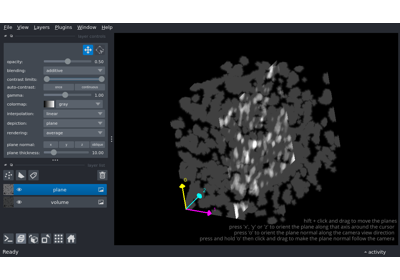 File View Layers Plugins Window Help
layer controls
opacity: 0.50
blending: additive
contrast limits:
auto-contrast: once continuous
gamma: 1.00
colormap: gray
interpolation: linear
depiction: plane
rendering: average
plane normal: x y z oblique
plane thickness: 10.00
layer list
plane
volume
hift + click and drag to move the planes
press 'x', 'y' or 'z' to orient the plane along that axis around the cursor
press 'o' to orient the plane normal along the camera view direction
press and hold 'o' then click and drag to make the plane normal follow the camera
Ready
activity